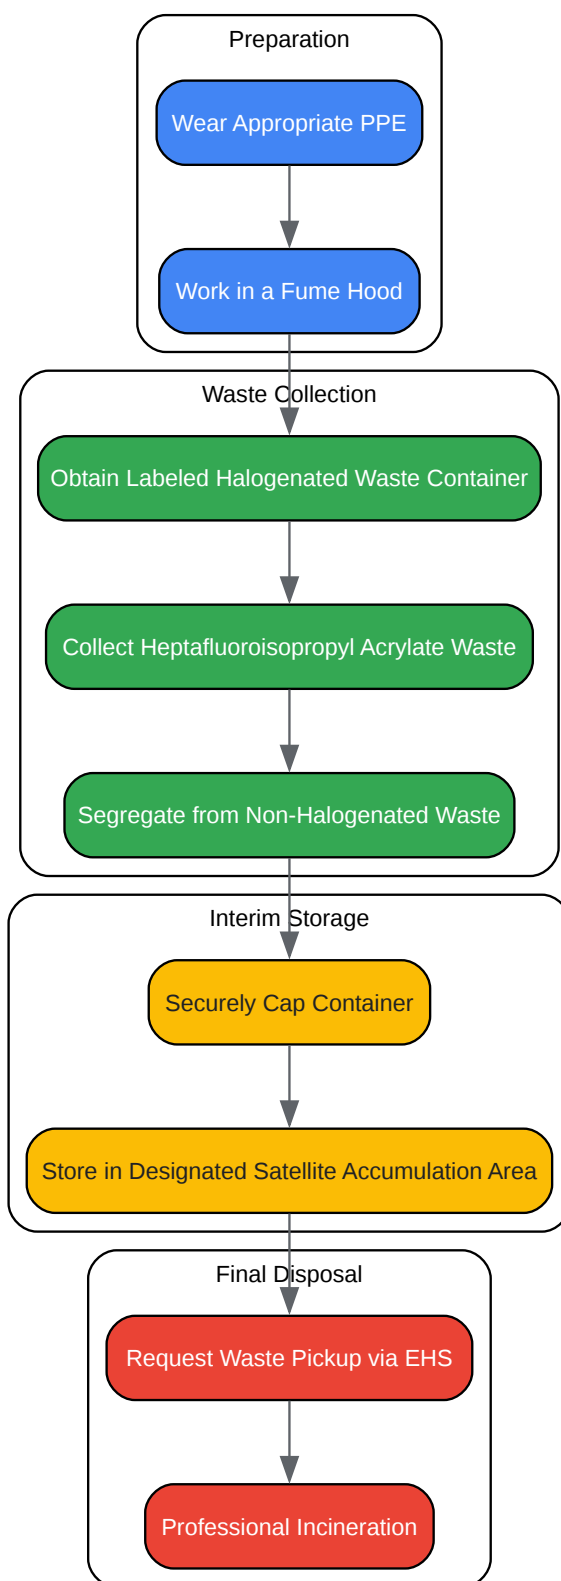 Preparation
Wear Appropriate PPE
Work in a Fume Hood
Waste Collection
Obtain Labeled Halogenated Waste Container
Collect Heptafluoroisopropyl Acrylate Waste
Segregate from Non-Halogenated Waste
Interim Storage
Securely Cap Container
Store in Designated Satellite Accumulation Area
Final Disposal
Request Waste Pickup via EHS
Professional Incineration